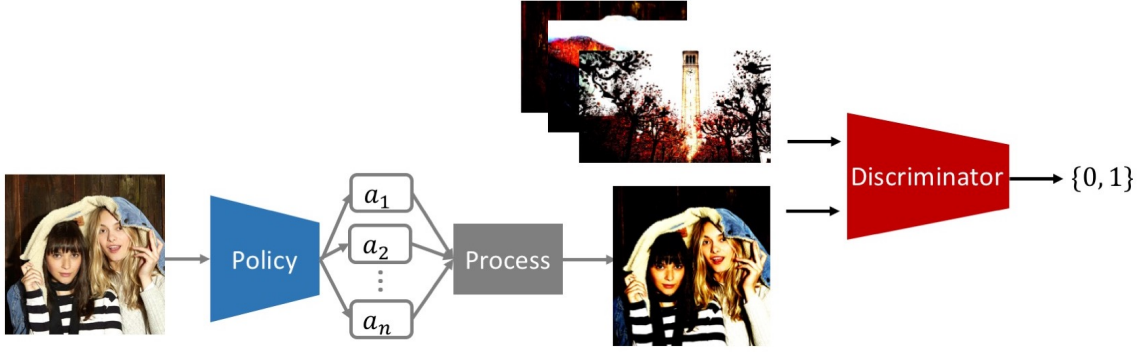 Policy
a₁
a₂
⋮
aₙ
Process
Discriminator
{0, 1}